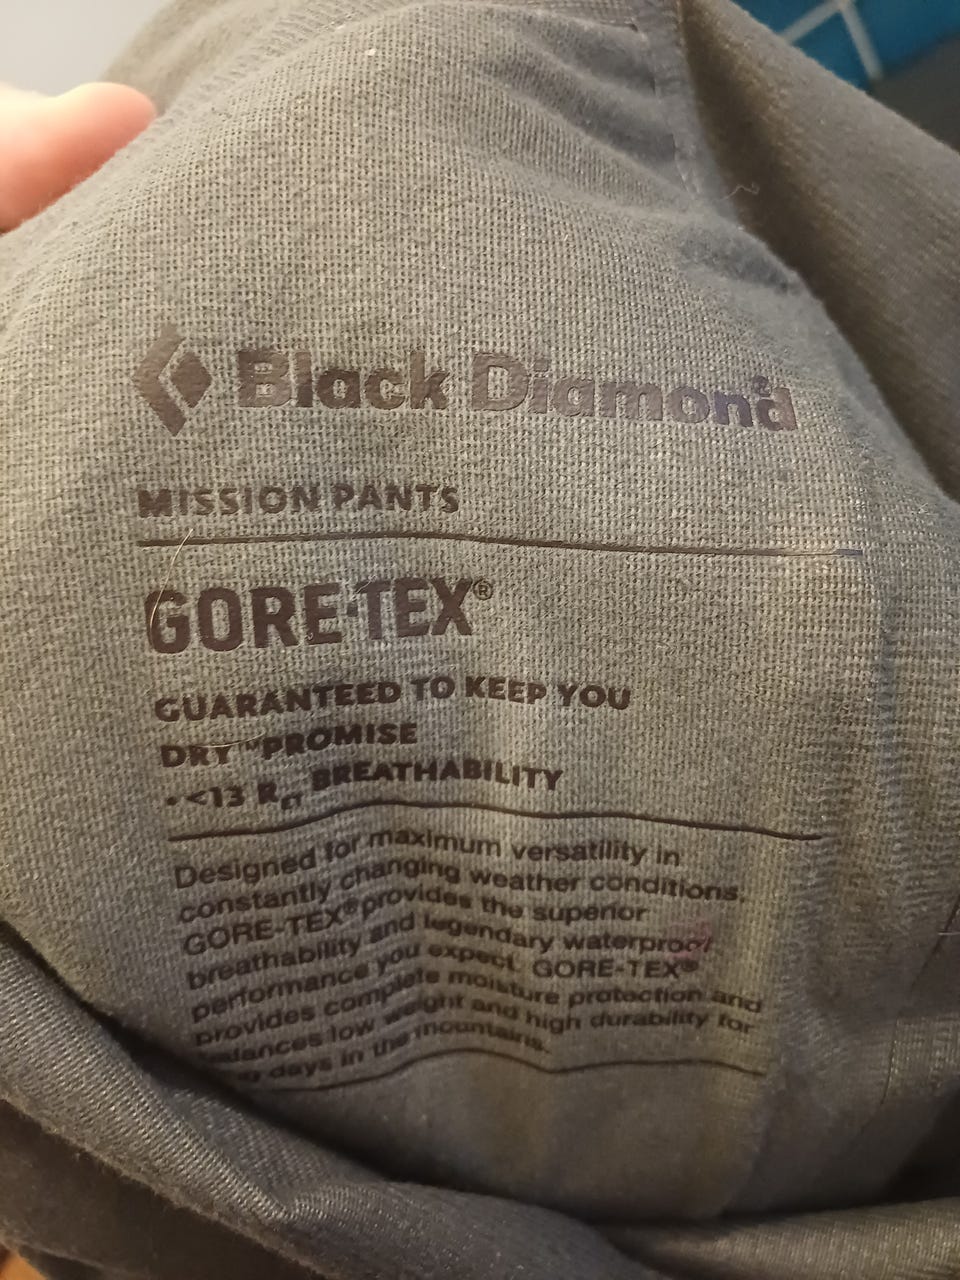 Black Diamond®
MISSION PANTS
GORE-TEX®
GUARANTEED TO KEEP YOU
DRY™ PROMISE
• <13 RET BREATHABILITY
Designed for maximum versatility in
constantly changing weather conditions,
GORE-TEX® provides the superior
breathability and legendary waterproof
performance you expect. GORE-TEX®
provides complete moisture protection and
balances low weight and high durability for
days in the mountains.